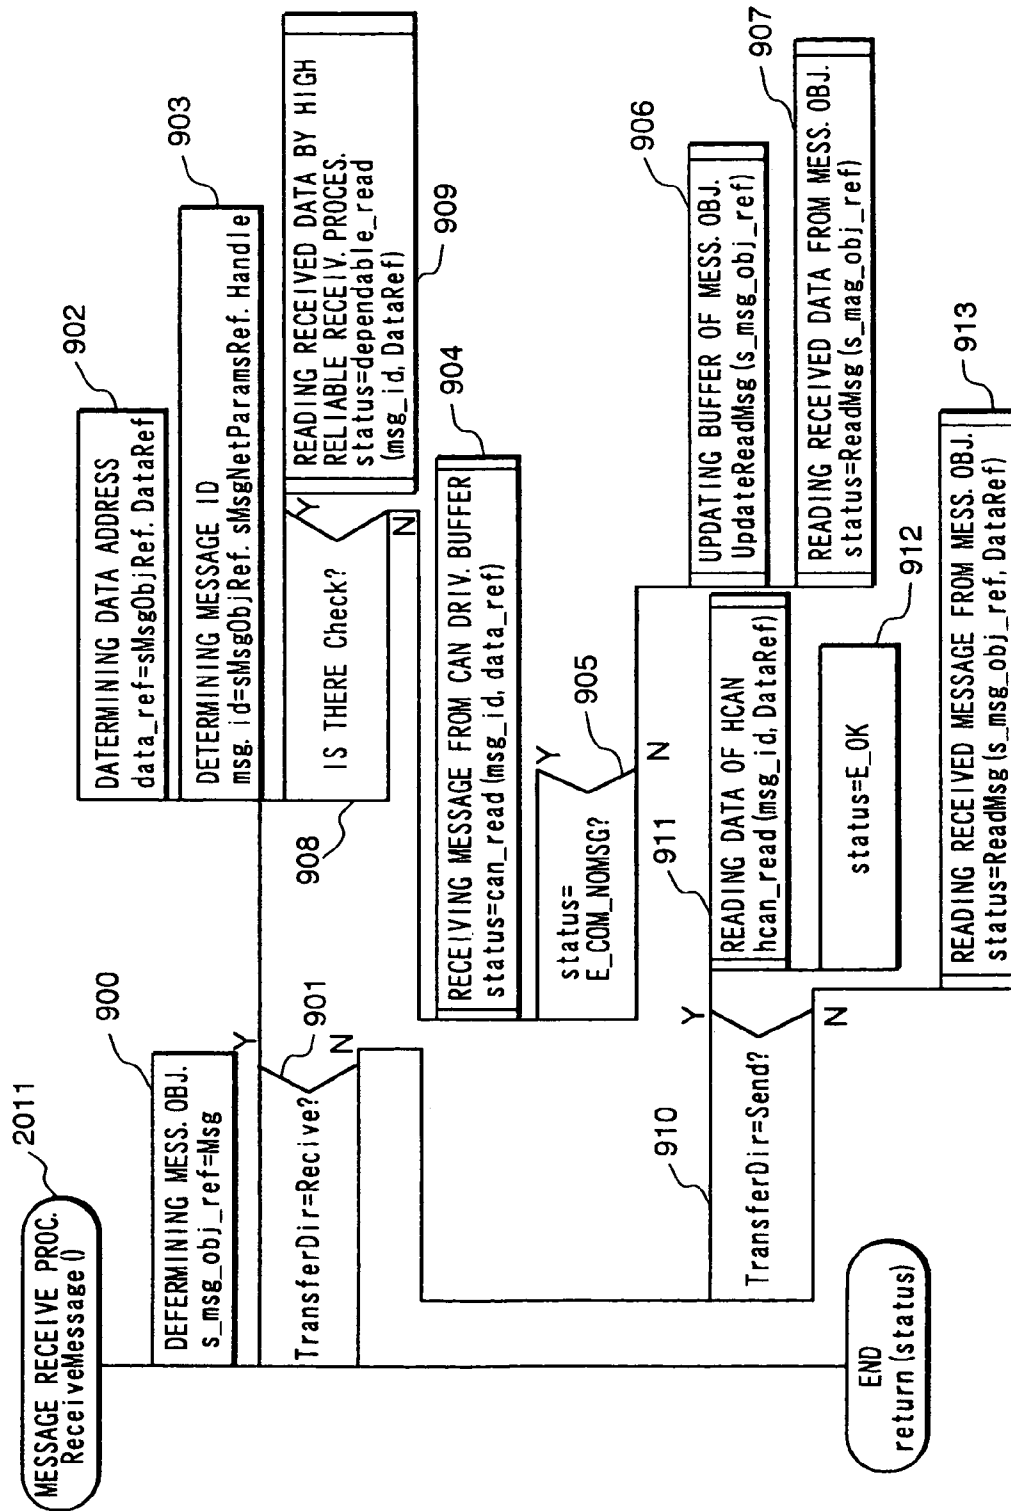 MESSAGE RECEIVE PROC.
ReceiveMessage ()
2011
DEFERMINING MESS. OBJ.
s_msg_obj_ref=Msg
900
TransferDir=Recive?
Y
N
901
DATERMINING DATA ADDRESS
data_ref=sMsgObjRef. DataRef
902
DETERMINING MESSAGE ID
msg. id=sMsgObjRef. sMsgNetParamsRef. Handle
903
IS THERE Check?
Y
N
908
READING RECEIVED DATA BY HIGH
RELIABLE RECEIV. PROCES.
status=dependable_read
(msg_id, DataRef)
909
RECEIVING MESSAGE FROM CAN DRIV. BUFFER
status=can_read (msg_id, data_ref)
904
status=
E_COM_NOMSG?
Y
N
905
UPDATING BUFFER OF MESS. OBJ.
UpdateReadMsg (s_msg_obj_ref)
906
READING RECEIVED DATA FROM MESS. OBJ.
status=ReadMsg (s_mag_obj_ref)
907
TransferDir=Send?
Y
N
910
READING DATA OF HCAN
hcan_read (msg_id, DataRef)
911
status=E_OK
912
READING RECEIVED MESSAGE FROM MESS. OBJ.
status=ReadMsg (s_msg_obj_ref, DataRef)
913
END
return (status)